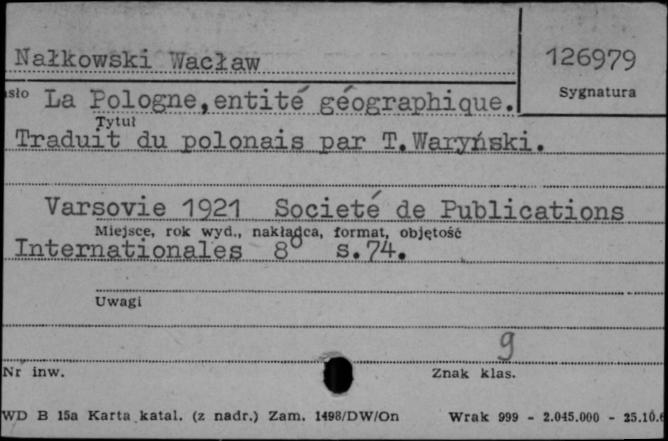 Nałkowski Wacław
126979
Sygnatura
sło La Pologne, entité géographique.
Tytuł
Traduit du polonais par T. Waryński.
Varsovie 1921 Societé de Publications
Miejsce, rok wyd., nakładca, format, objętość
Internationales 8° s. 74.
Uwagi
9
Nr inw.
Znak klas.
WD B 15a Karta katal. (z nadr.) Zam. 1498/DW/On Wrak 999 - 2.045.000 - 25.10.